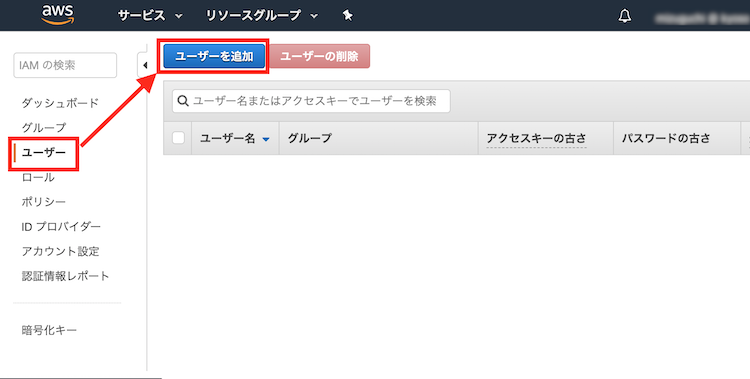 aws サービス リソースグループ
IAM の検索
ユーザーを追加 ユーザーの削除
ユーザー名またはアクセスキーでユーザーを検索
ユーザー名 グループ アクセスキーの古さ パスワードの古さ
ダッシュボード
グループ
ユーザー
ロール
ポリシー
ID プロバイダー
アカウント設定
認証情報レポート
暗号化キー